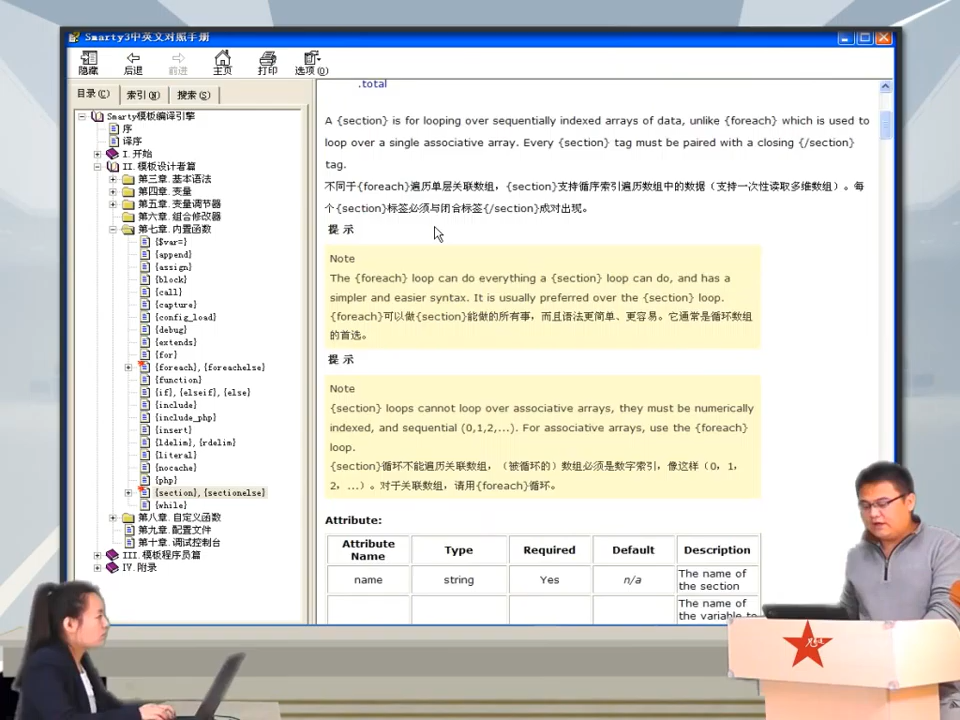 Smarty3中英文对照手册
隐藏
后退
前进
主页
打印
选项(O)
目录(C)
索引(N)
搜索(S)
Smarty模板编译引擎
序
译序
I.开始
II.模板设计者篇
第三章.基本语法
第四章.变量
第五章.变量调节器
第六章.组合修改器
第七章.内置函数
{$var=}
{append}
{assign}
{block}
{call}
{capture}
{config_load}
{debug}
{extends}
{for}
{foreach},{foreachelse}
{function}
{if},{elseif},{else}
{include}
{include_php}
{insert}
{ldelim},{rdelim}
{literal}
{nocache}
{php}
{section},{sectionelse}
{while}
第八章.自定义函数
第九章.配置文件
第十章.调试控制台
III.模板程序员篇
IV.附录
.total
A {section} is for looping over sequentially indexed arrays of data, unlike {foreach} which is used to
loop over a single associative array. Every {section} tag must be paired with a closing {/section}
tag.
不同于{foreach}遍历单层关联数组，{section}支持循序索引遍历数组中的数据（支持一次性读取多维数组）。每
个{section}标签必须与闭合标签{/section}成对出现。
提示
Note
The {foreach} loop can do everything a {section} loop can do, and has a
simpler and easier syntax. It is usually preferred over the {section} loop.
{foreach}可以做{section}能做的所有事，而且语法更简单、更容易。它通常是循环数组
的首选。
提示
Note
{section} loops cannot loop over associative arrays, they must be numerically
indexed, and sequential (0,1,2,...). For associative arrays, use the {foreach}
loop.
{section}循环不能遍历关联数组，（被循环的）数组必须是数字索引，像这样（0，1，
2，...）。对于关联数组，请用{foreach}循环。
Attribute:
Attribute Name
Type
Required
Default
Description
name
string
Yes
n/a
The name of
the section
The name of
the variable to